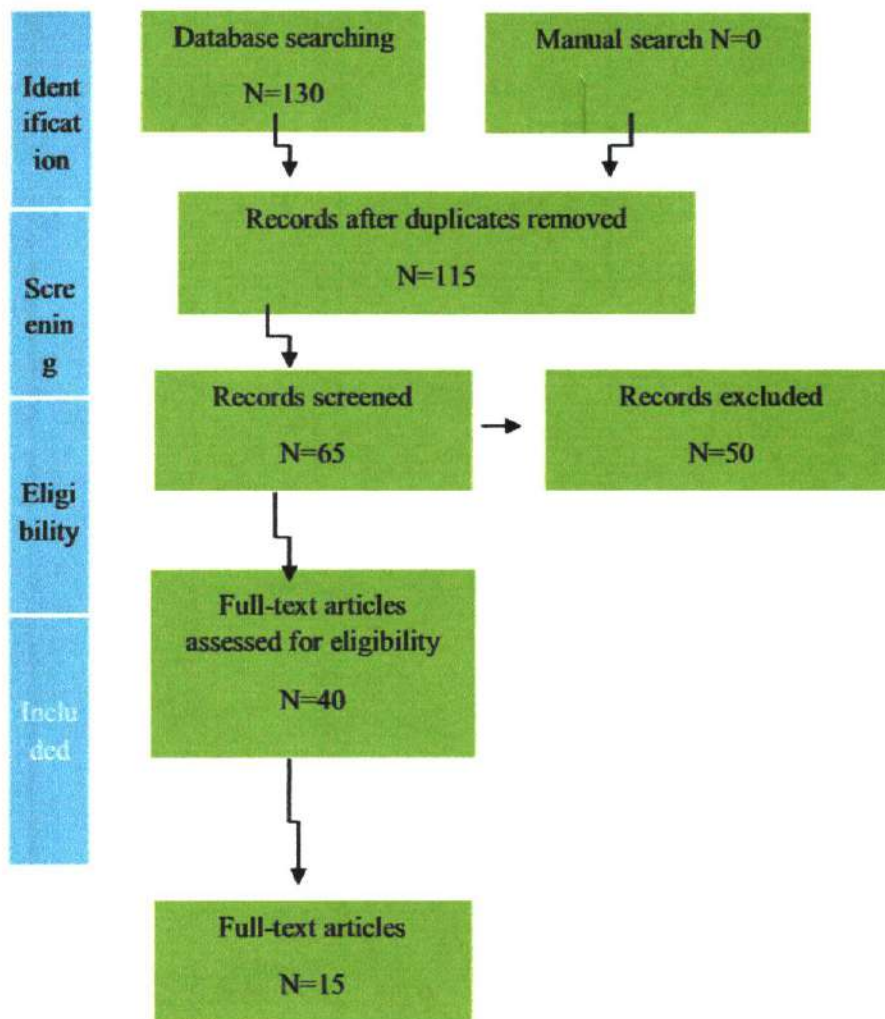 Ident
ificat
ion
Database searching
N=130
Manual search N=0
Records after duplicates removed
N=115
Scre
enin
g
Records screened
N=65
Records excluded
N=50
Eligi
bility
Full-text articles
assessed for eligibility
N=40
Inclu
ded
Full-text articles
N=15